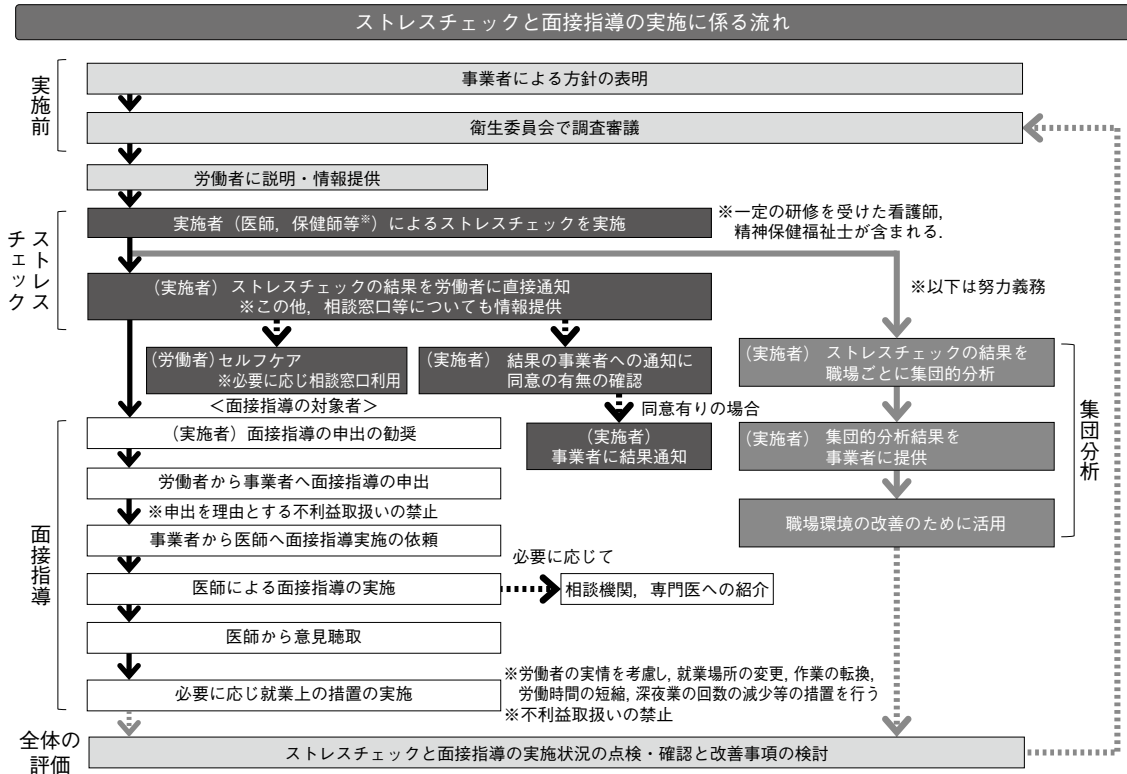 ストレスチェックと面接指導の実施に係る流れ
実施前
事業者による方針の表明
衛生委員会で調査審議
労働者に説明・情報提供
ストレス
チェック
実施者（医師，保健師等※）によるストレスチェックを実施
※一定の研修を受けた看護師，
精神保健福祉士が含まれる．
（実施者）ストレスチェックの結果を労働者に直接通知
※この他，相談窓口等についても情報提供
※以下は努力義務
（労働者）セルフケア
※必要に応じ相談窓口利用
（実施者）結果の事業者への通知に
同意の有無の確認
（実施者）ストレスチェックの結果を
職場ごとに集団的分析
集団分析
＜面接指導の対象者＞
同意有りの場合
面接指導
（実施者）面接指導の申出の勧奨
（実施者）
事業者に結果通知
（実施者）集団的分析結果を
事業者に提供
労働者から事業者へ面接指導の申出
※申出を理由とする不利益取扱いの禁止
職場環境の改善のために活用
事業者から医師へ面接指導実施の依頼
必要に応じて
医師による面接指導の実施
相談機関，専門医への紹介
医師から意見聴取
必要に応じ就業上の措置の実施
※労働者の実情を考慮し，就業場所の変更，作業の転換，
労働時間の短縮，深夜業の回数の減少等の措置を行う
※不利益取扱いの禁止
全体の
評価
ストレスチェックと面接指導の実施状況の点検・確認と改善事項の検討